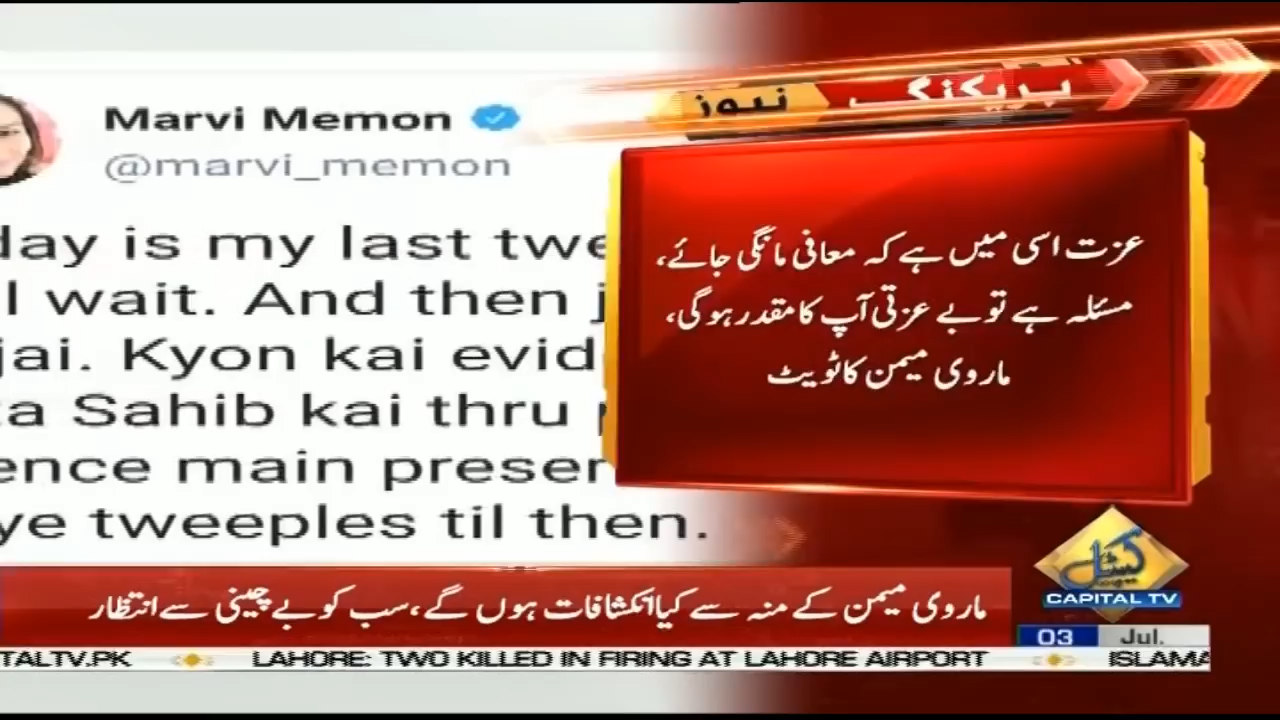 بریکنگ نیوز
Marvi Memon
@marvi_memon
day is my last twe
l wait. And then j
jai. Kyon kai evid
ta Sahib kai thru
ence main presen
ye tweeples til then.
عزت اسی میں ہے کہ معافی مانگی جائے،
مسئلہ ہے تو بے عزتی آپ کا مقدر ہوگی،
ماروی میمن کا ٹویٹ
کیپیٹل
CAPITAL TV
ماروی میمن کے منہ سے کیا انکشافات ہوں گے، سب کو بے چینی سے انتظار
03 Jul.
TALTV.PK LAHORE: TWO KILLED IN FIRING AT LAHORE AIRPORT ISLAMA